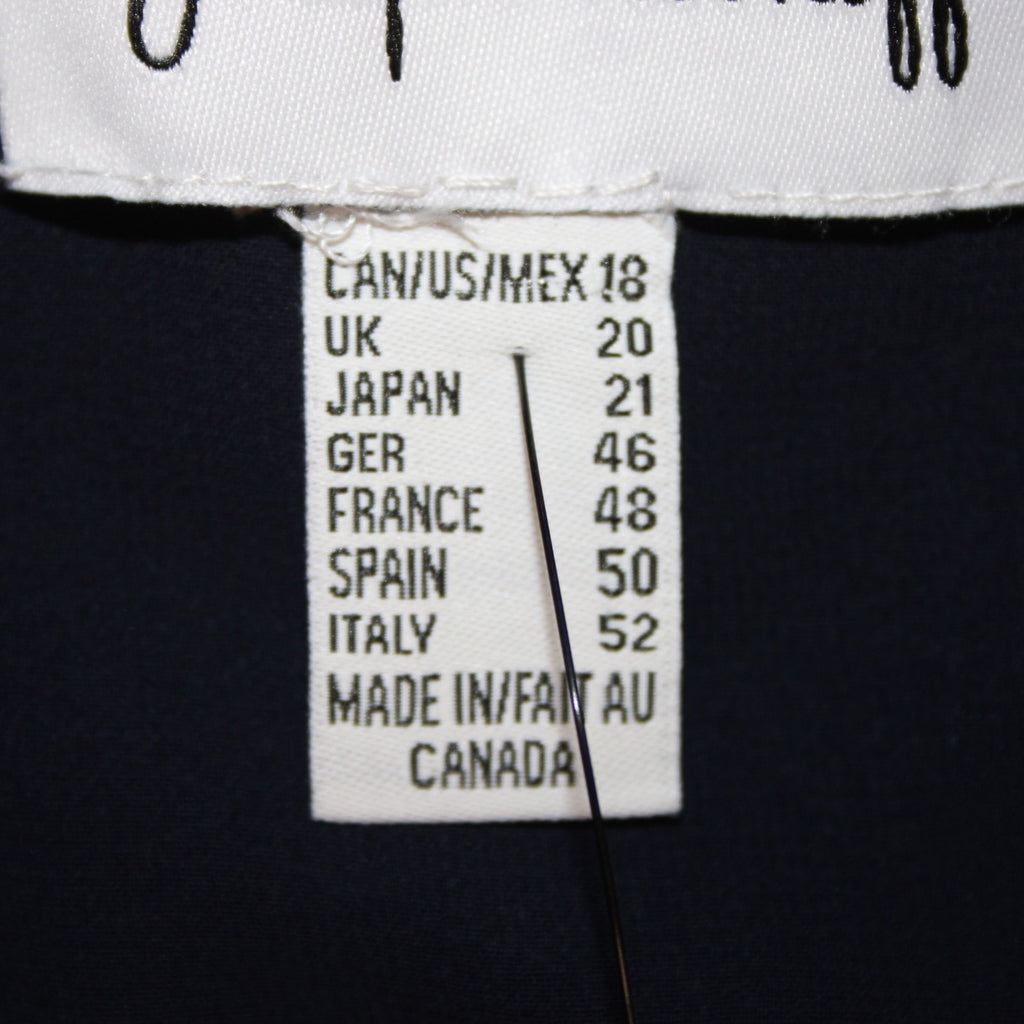 CAN/US/MEX 18
UK 20
JAPAN 21
GER 46
FRANCE 48
SPAIN 50
ITALY 52
MADE IN/FAIT AU
CANADA